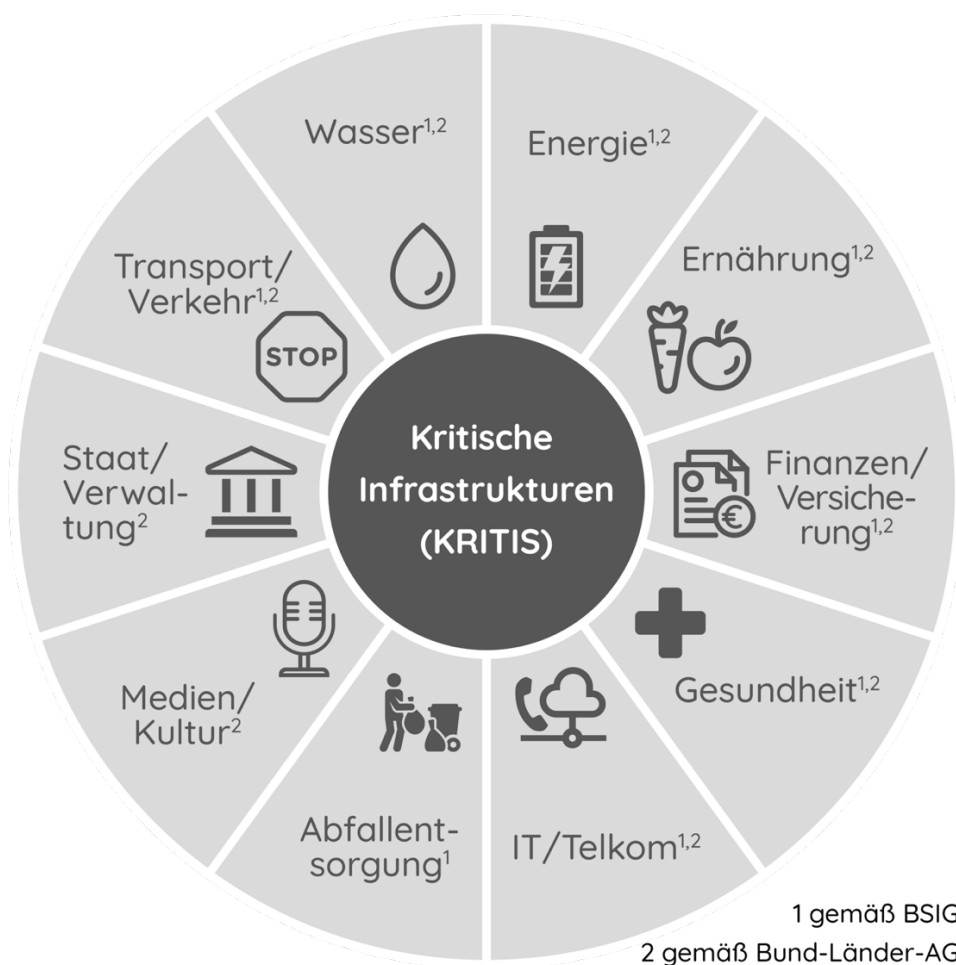 Wasser1,2
Energie1,2
Transport/
Verkehr1,2
STOP
Ernährung1,2
Staat/
Verwal-
tung2
Kritische
Infrastrukturen
(KRITIS)
Finanzen/
Versiche-
rung1,2
€
Medien/
Kultur2
Gesundheit1,2
Abfallent-
sorgung1
IT/Telkom1,2
1 gemäß BSIG
2 gemäß Bund-Länder-AG